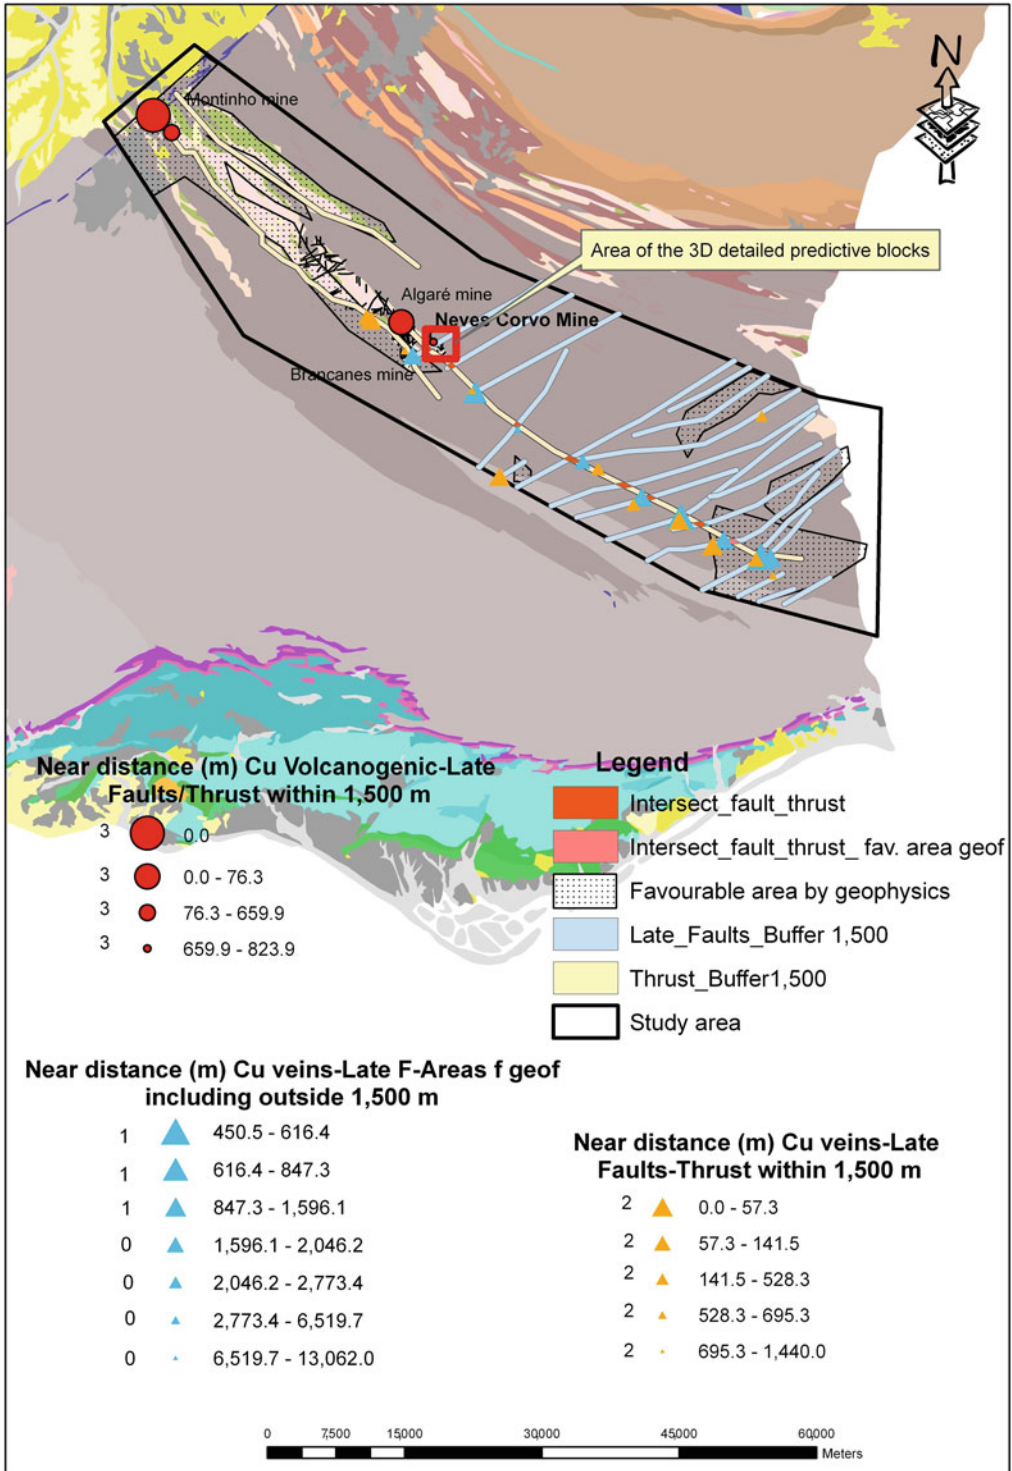 N
Montinho mine
Area of the 3D detailed predictive blocks
Algaré mine
Neves Corvo Mine
Brancanes mine
Near distance (m) Cu Volcanogenic-Late
Faults/Thrust within 1,500 m
3 0.0
3 0.0 - 76.3
3 76.3 - 659.9
3 659.9 - 823.9
Legend
Intersect_fault_thrust
Intersect_fault_thrust_ fav. area geof
Favourable area by geophysics
Late_Faults_Buffer 1,500
Thrust_Buffer1,500
Study area
Near distance (m) Cu veins-Late F-Areas f geof
including outside 1,500 m
1 450.5 - 616.4
1 616.4 - 847.3
1 847.3 - 1,596.1
0 1,596.1 - 2,046.2
0 2,046.2 - 2,773.4
0 2,773.4 - 6,519.7
0 6,519.7 - 13,062.0
Near distance (m) Cu veins-Late
Faults-Thrust within 1,500 m
2 0.0 - 57.3
2 57.3 - 141.5
2 141.5 - 528.3
2 528.3 - 695.3
2 695.3 - 1,440.0
0 7,500 15,000 30,000 45,000 60,000
Meters